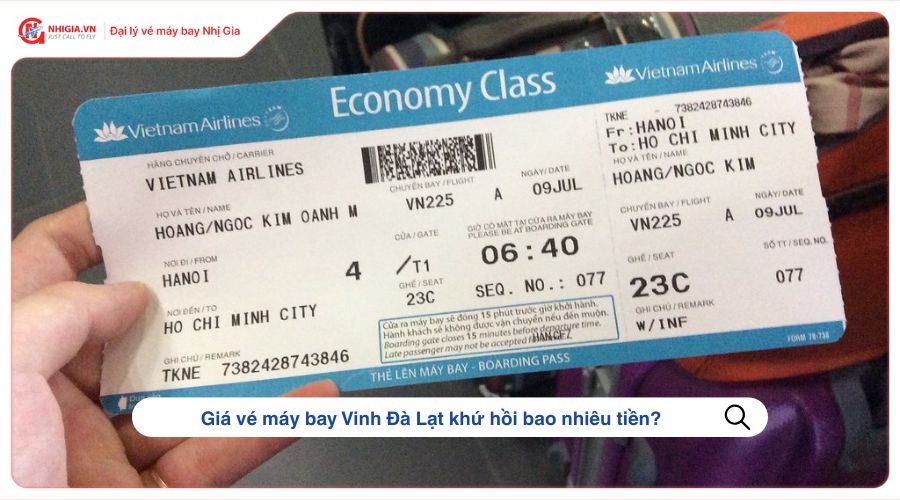 NHIGIA.VN
JUST CALL TO FLY
Đại lý vé máy bay Nhị Gia
Vietnam Airlines
Economy Class
Vietnam Airlines
HÃNG CHUYÊN CHỞ / CARRIER
VIETNAM AIRLINES
HỌ VÀ TÊN / NAME
HOANG/NGOC KIM OANH M
NƠI ĐI / FROM
HANOI
NƠI ĐẾN / TO
HO CHI MINH CITY
GHI CHÚ / REMARK
TKNE 7382428743846
CHUYẾN BAY / FLIGHT
VN225 A
NGÀY / DATE
09JUL
CỬA / GATE
4 /T1
GIỜ CÓ MẶT TẠI CỬA RA MÁY BAY
PLEASE BE AT BOARDING GATE
06:40
GHẾ / SEAT
23C
SEQ. NO.: 077
Cửa ra máy bay sẽ đóng 15 phút trước giờ khởi hành.
Hành khách sẽ không được vận chuyển nếu đến muộn.
Boarding gate closes 15 minutes before departure time.
Late passenger may not be accepted for
THẺ LÊN MÁY BAY - BOARDING PASS
TKNE - 7382428743846
Fr:HANOI
To:HO CHI MINH CITY
HỌ VÀ TÊN / NAME
HOANG/NGOC KIM
CHUYẾN BAY / FLIGHT
VN225 A
NGÀY / DATE
09JUL
GHẾ / SEAT
23C
SỐ TT / SEQ. NO.
077
GHI CHÚ / REMARK
W/INF
Giá vé máy bay Vinh Đà Lạt khứ hồi bao nhiêu tiền?